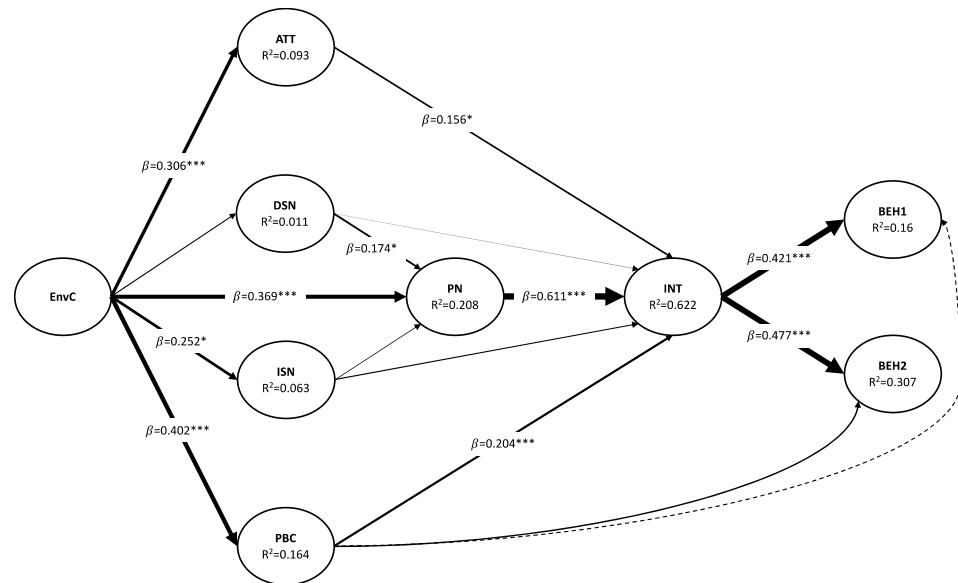 ATT
R²=0.093
β=0.156*
β=0.306***
DSN
R²=0.011
BEH1
R²=0.16
β=0.174*
β=0.421***
EnvC
β=0.369***
PN
R²=0.208
β=0.611***
INT
R²=0.622
β=0.252*
β=0.477***
ISN
R²=0.063
BEH2
R²=0.307
β=0.402***
β=0.204***
PBC
R²=0.164